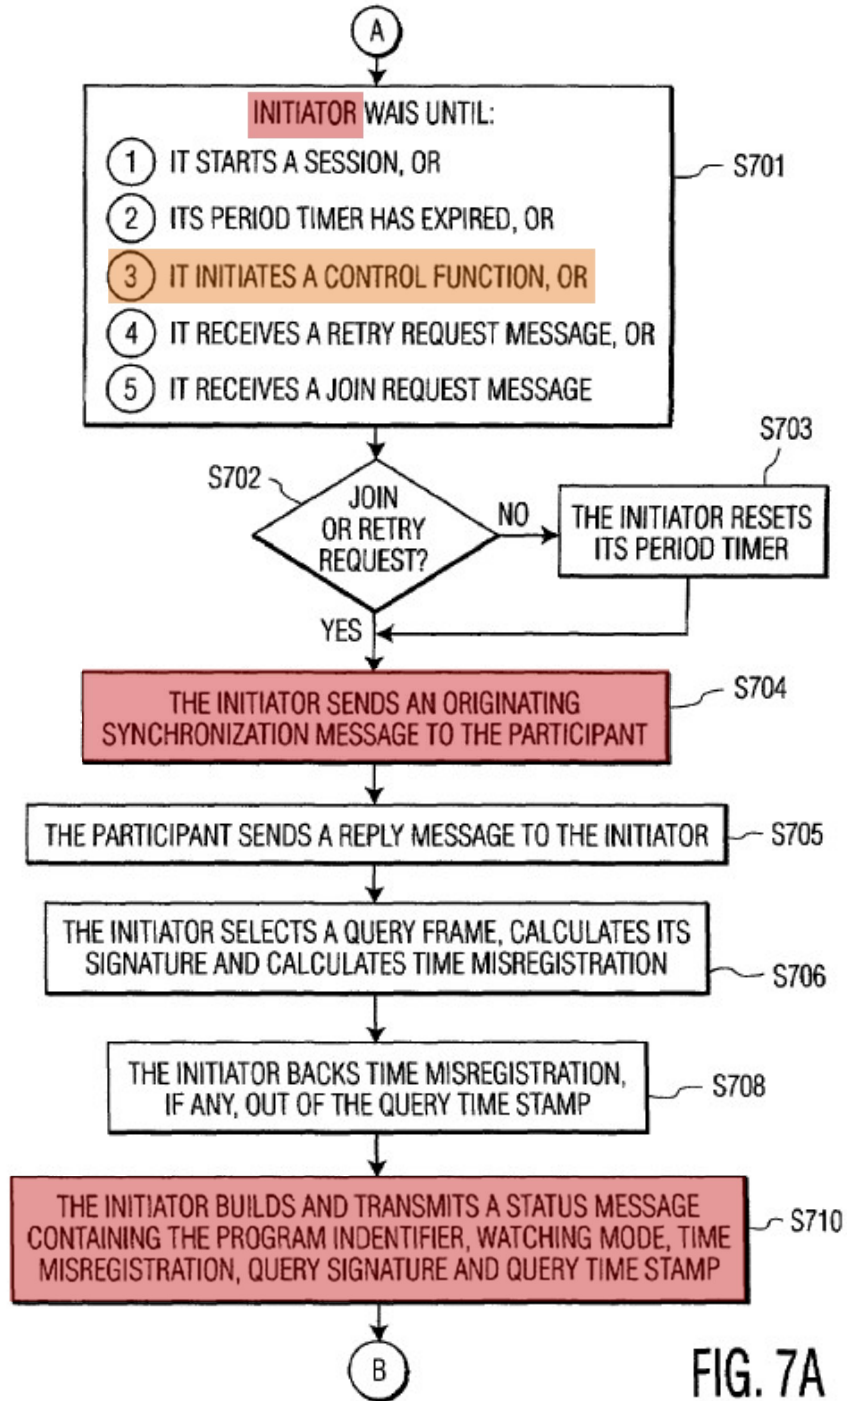 A
INITIATOR WAIS UNTIL:
1 IT STARTS A SESSION, OR
S701
2 ITS PERIOD TIMER HAS EXPIRED, OR
3 IT INITIATES A CONTROL FUNCTION, OR
4 IT RECEIVES A RETRY REQUEST MESSAGE, OR
5 IT RECEIVES A JOIN REQUEST MESSAGE
S702
JOIN
OR RETRY
REQUEST?
NO
S703
THE INITIATOR RESETS
ITS PERIOD TIMER
YES
THE INITIATOR SENDS AN ORIGINATING
SYNCHRONIZATION MESSAGE TO THE PARTICIPANT
S704
THE PARTICIPANT SENDS A REPLY MESSAGE TO THE INITIATOR
S705
THE INITIATOR SELECTS A QUERY FRAME, CALCULATES ITS
SIGNATURE AND CALCULATES TIME MISREGISTRATION
S706
THE INITIATOR BACKS TIME MISREGISTRATION,
IF ANY, OUT OF THE QUERY TIME STAMP
S708
THE INITIATOR BUILDS AND TRANSMITS A STATUS MESSAGE
CONTAINING THE PROGRAM INDENTIFIER, WATCHING MODE, TIME
MISREGISTRATION, QUERY SIGNATURE AND QUERY TIME STAMP
S710
B
FIG. 7A